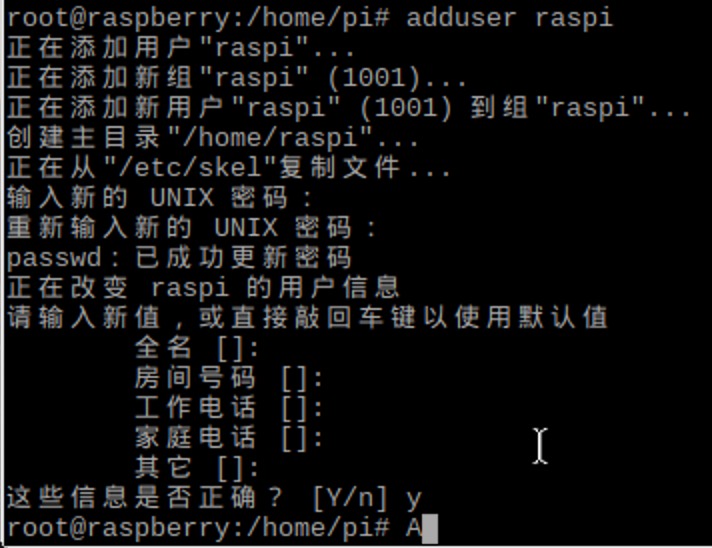 root@raspberry:/home/pi# adduser raspi
正在添加用户"raspi"...
正在添加新组"raspi" (1001)...
正在添加新用户"raspi" (1001) 到组"raspi"...
创建主目录"/home/raspi"...
正在从"/etc/skel"复制文件...
输入新的 UNIX 密码：
重新输入新的 UNIX 密码：
passwd：已成功更新密码
正在改变 raspi 的用户信息
请输入新值，或直接敲回车键以使用默认值
全名 []:
房间号码 []:
工作电话 []:
家庭电话 []:
其它 []:
这些信息是否正确？ [Y/n] y
root@raspberry:/home/pi# A